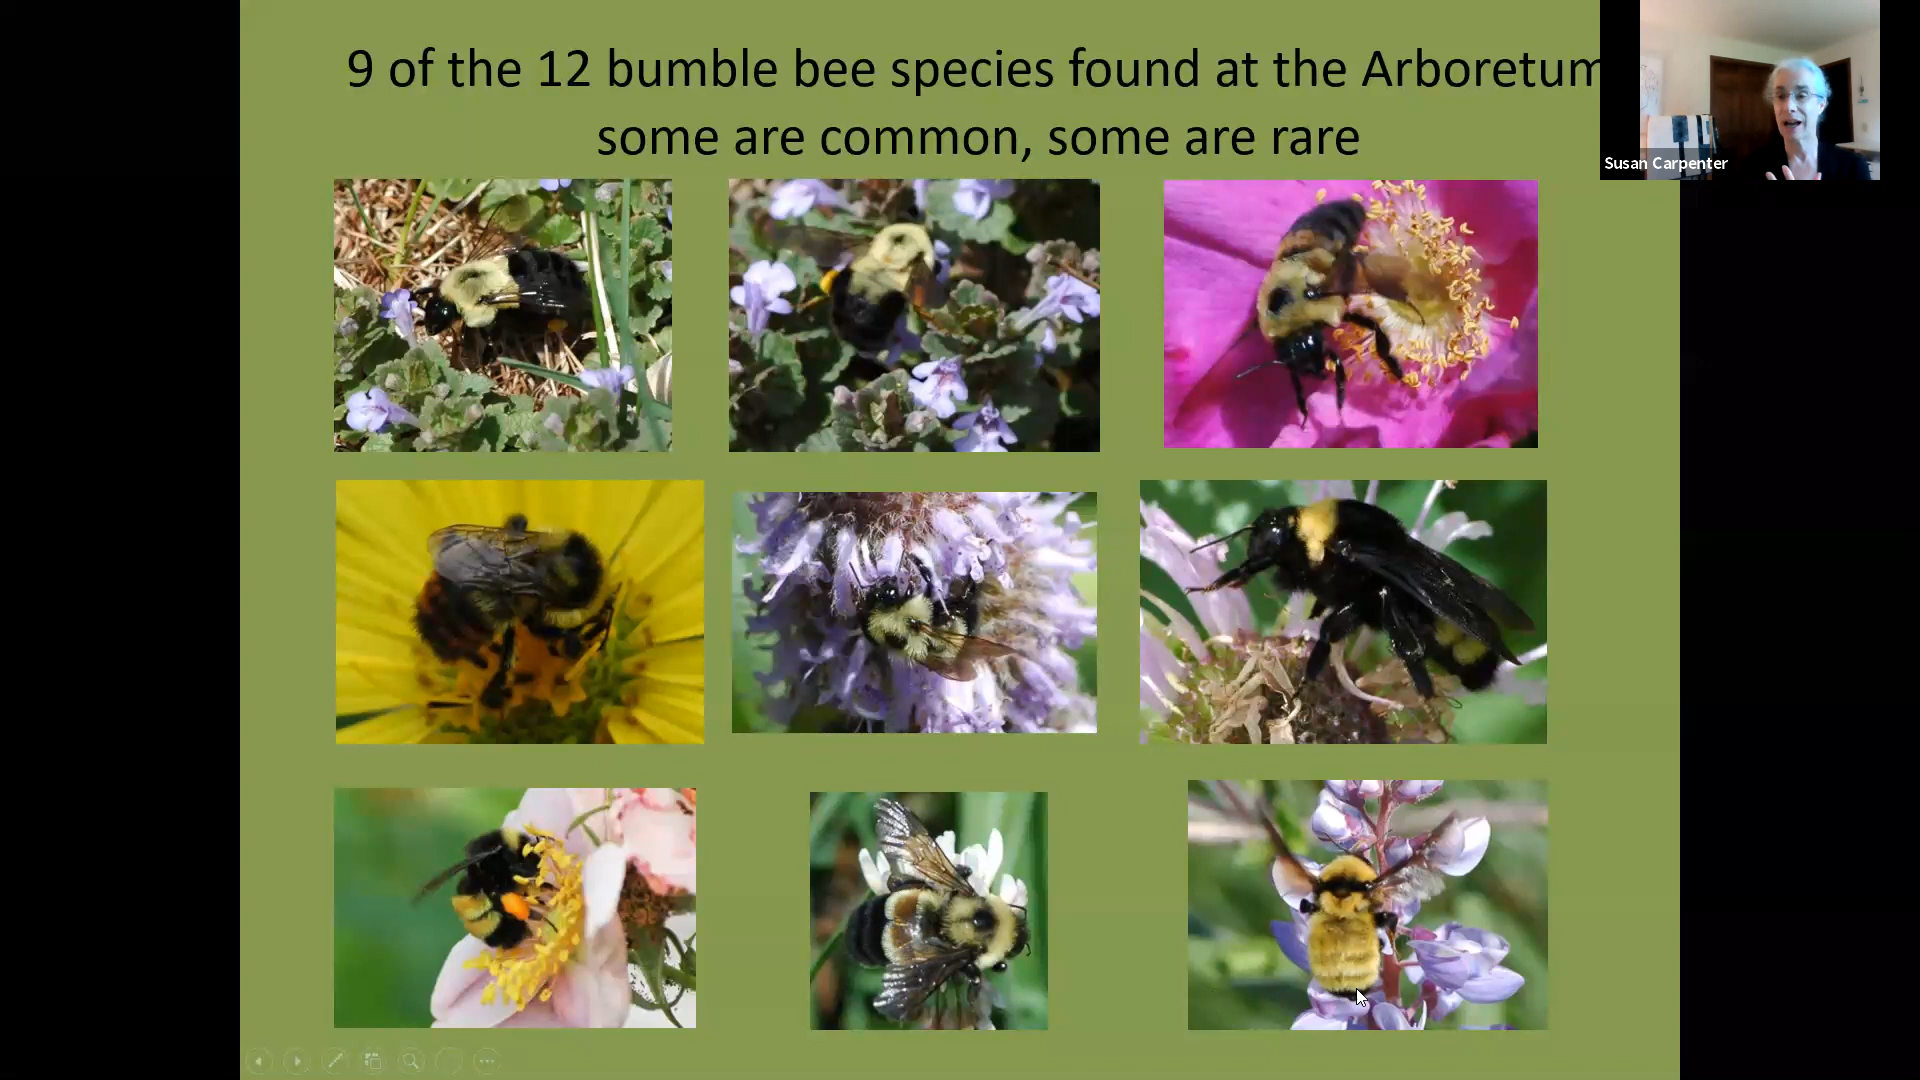 9 of the 12 bumble bee species found at the Arboretum
some are common, some are rare
Susan Carpenter